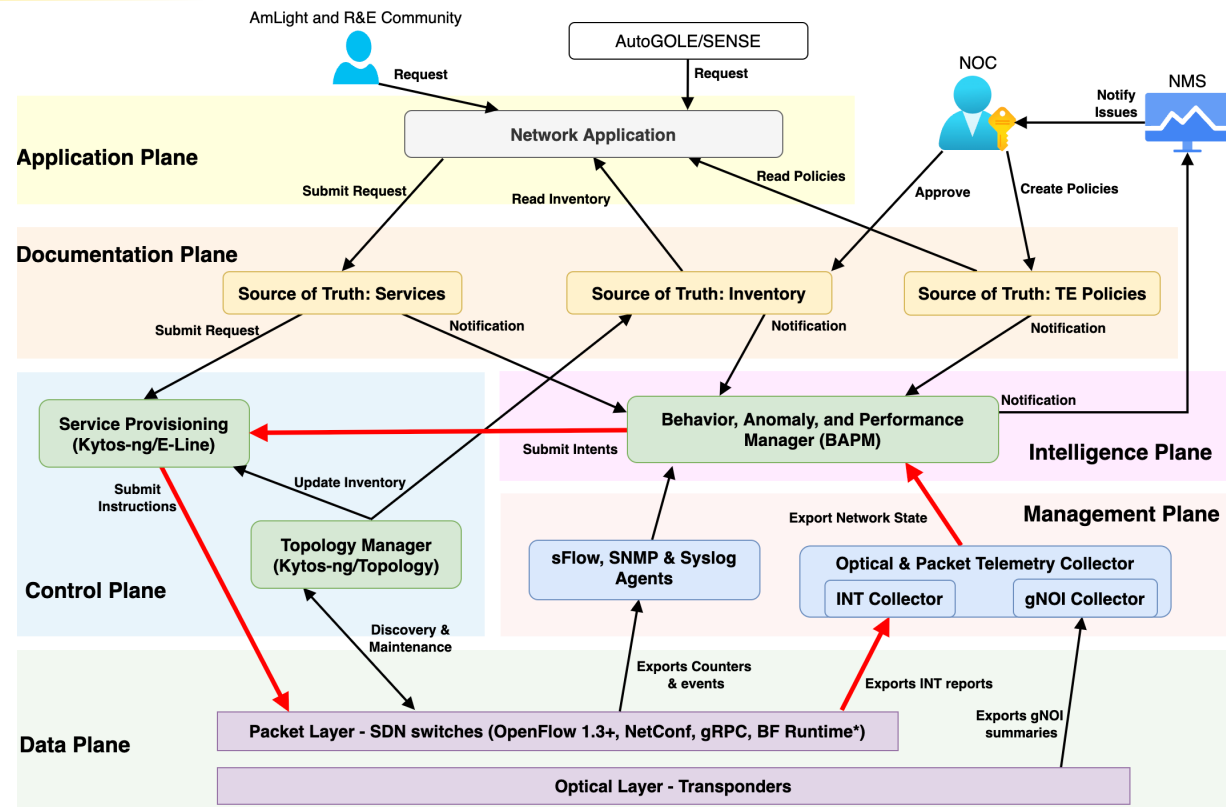 AmLight and R&E Community
AutoGOLE/SENSE
NOC
NMS
Request
Request
Notify
Issues
Network Application
Application Plane
Submit Request
Read Inventory
Read Policies
Approve
Create Policies
Documentation Plane
Source of Truth: Services
Source of Truth: Inventory
Source of Truth: TE Policies
Submit Request
Notification
Notification
Notification
Service Provisioning
(Kytos-ng/E-Line)
Behavior, Anomaly, and Performance
Manager (BAPM)
Notification
Submit Intents
Intelligence Plane
Submit
Instructions
Update Inventory
Export Network State
Management Plane
Topology Manager
(Kytos-ng/Topology)
sFlow, SNMP & Syslog
Agents
Optical & Packet Telemetry Collector
INT Collector
gNOI Collector
Control Plane
Discovery &
Maintenance
Exports Counters
& events
Exports INT reports
Exports gNOI
summaries
Data Plane
Packet Layer - SDN switches (OpenFlow 1.3+, NetConf, gRPC, BF Runtime*)
Optical Layer - Transponders